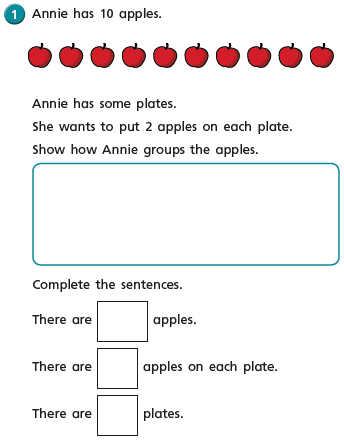 1 Annie has 10 apples.
Annie has some plates.
She wants to put 2 apples on each plate.
Show how Annie groups the apples.
Complete the sentences.
There are apples.
There are apples on each plate.
There are plates.